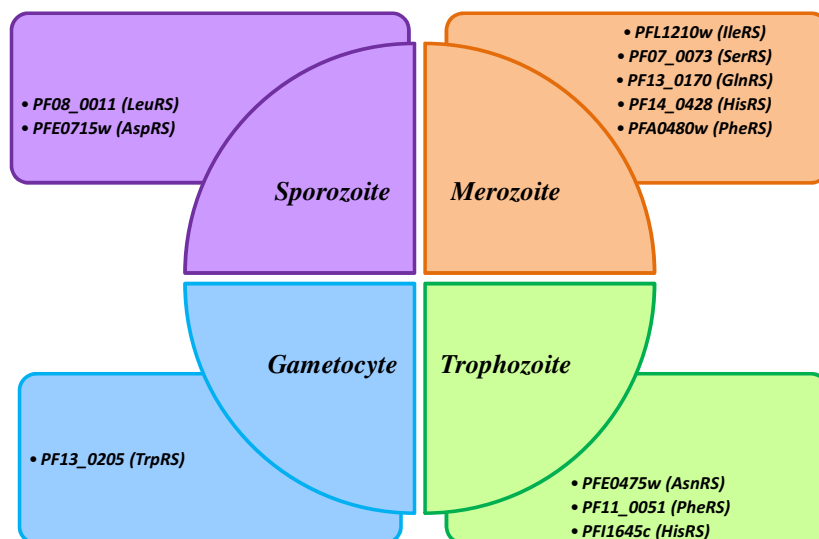 • PF08_0011 (LeuRS)
• PFE0715w (AspRS)
Sporozoite
• PFL1210w (IleRS)
• PF07_0073 (SerRS)
• PF13_0170 (GlnRS)
• PF14_0428 (HisRS)
• PFA0480w (PheRS)
Merozoite
Gametocyte
• PF13_0205 (TrpRS)
Trophozoite
• PFE0475w (AsnRS)
• PF11_0051 (PheRS)
• PFI1645c (HisRS)